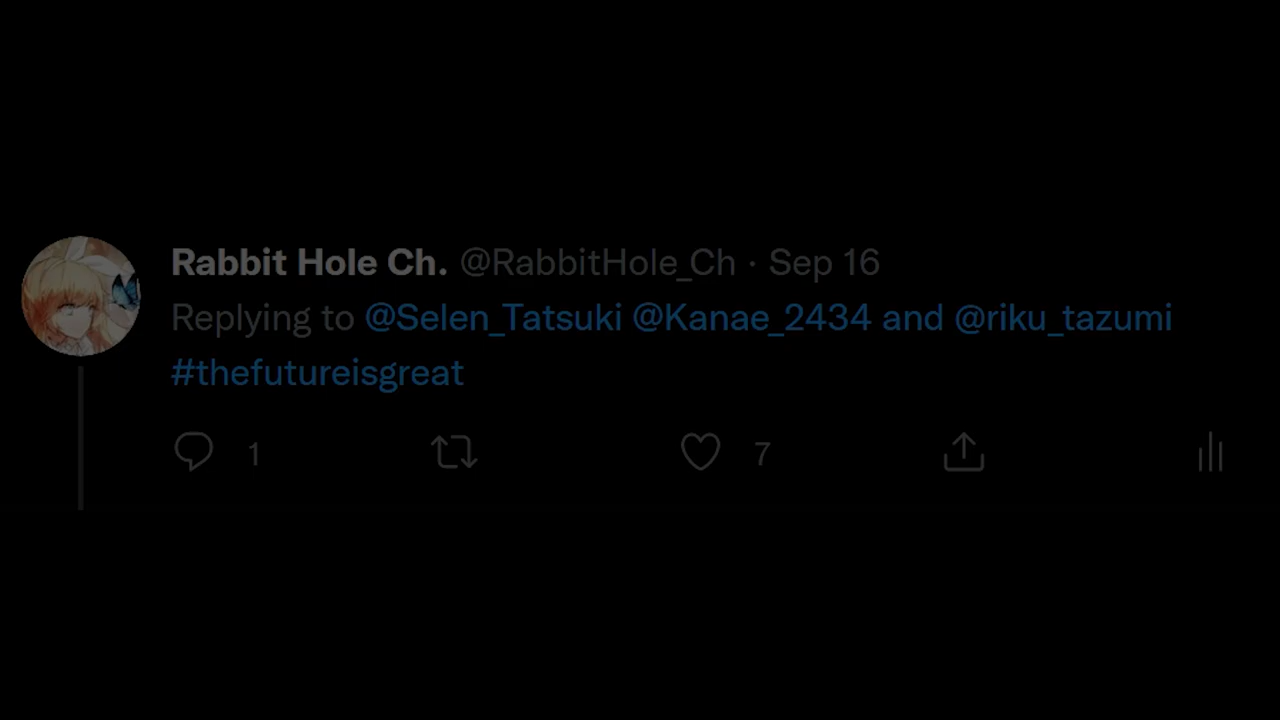 Rabbit Hole Ch. @RabbitHole_Ch · Sep 16
Replying to @Selen_Tatsuki @Kanae_2434 and @riku_tazumi
#thefutureisgreat
1 7